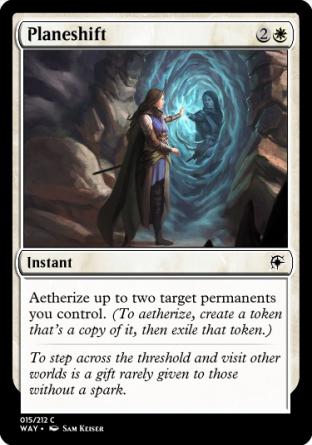 Planeshift 2
Instant
Aetherize up to two target permanents
you control. (To aetherize, create a token
that's a copy of it, then exile that token.)
To step across the threshold and visit other
worlds is a gift rarely given to those
without a spark.
015/212 C
WAY • Sam Keiser